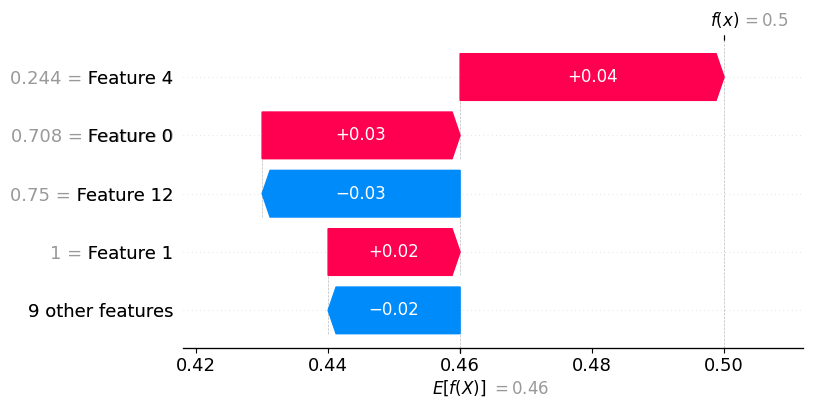 f(x) = 0.5
0.244 = Feature 4
+0.04
0.708 = Feature 0
+0.03
0.75 = Feature 12
−0.03
1 = Feature 1
+0.02
9 other features
−0.02
0.42 0.44 0.46 0.48 0.50
E[f(X)] = 0.46